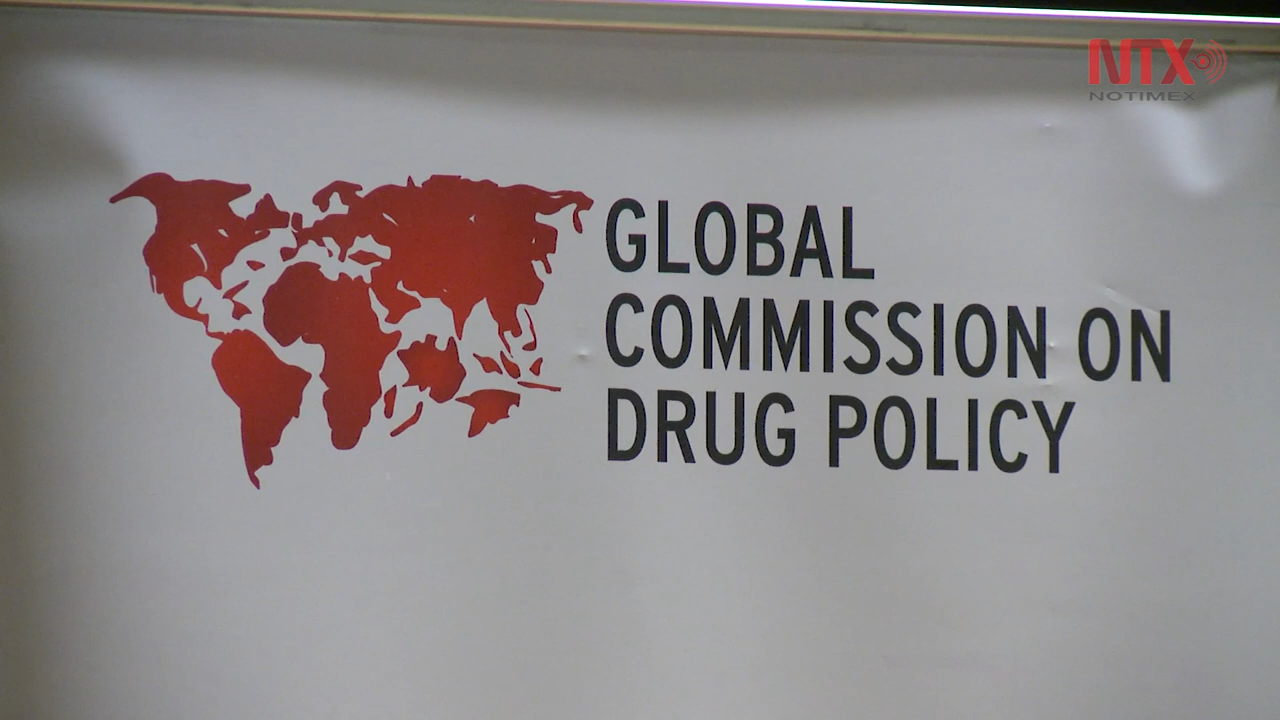 NTX
NOTIMEX
GLOBAL
COMMISSION ON
DRUG POLICY